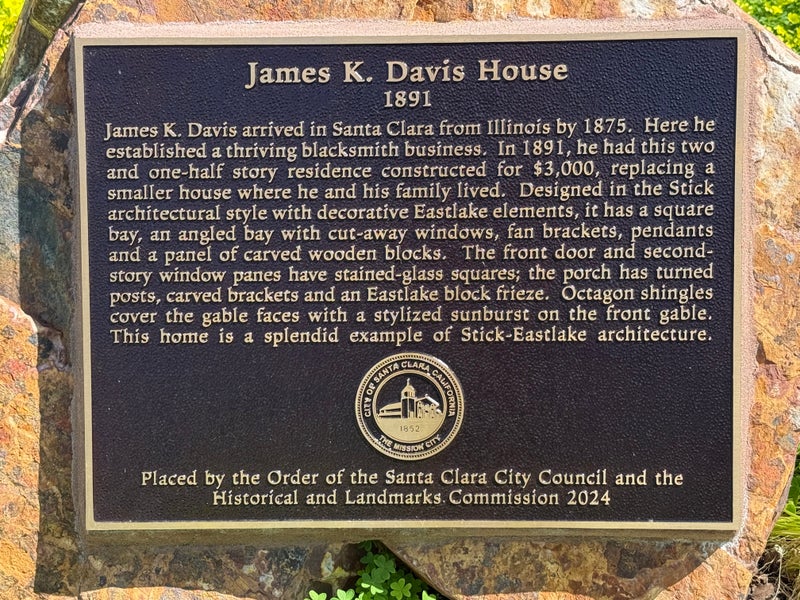 James K. Davis House
1891
James K. Davis arrived in Santa Clara from Illinois by 1875. Here he
established a thriving blacksmith business. In 1891, he had this two
and one-half story residence constructed for $3,000, replacing a
smaller house where he and his family lived. Designed in the Stick
architectural style with decorative Eastlake elements, it has a square
bay, an angled bay with cut-away windows, fan brackets, pendants
and a panel of carved wooden blocks. The front door and second-
story window panes have stained-glass squares; the porch has turned
posts, carved brackets and an Eastlake block frieze. Octagon shingles
cover the gable faces with a stylized sunburst on the front gable.
This home is a splendid example of Stick-Eastlake architecture.
CITY OF SANTA CLARA CALIFORNIA
1852
THE MISSION CITY
Placed by the Order of the Santa Clara City Council and the
Historical and Landmarks Commission 2024